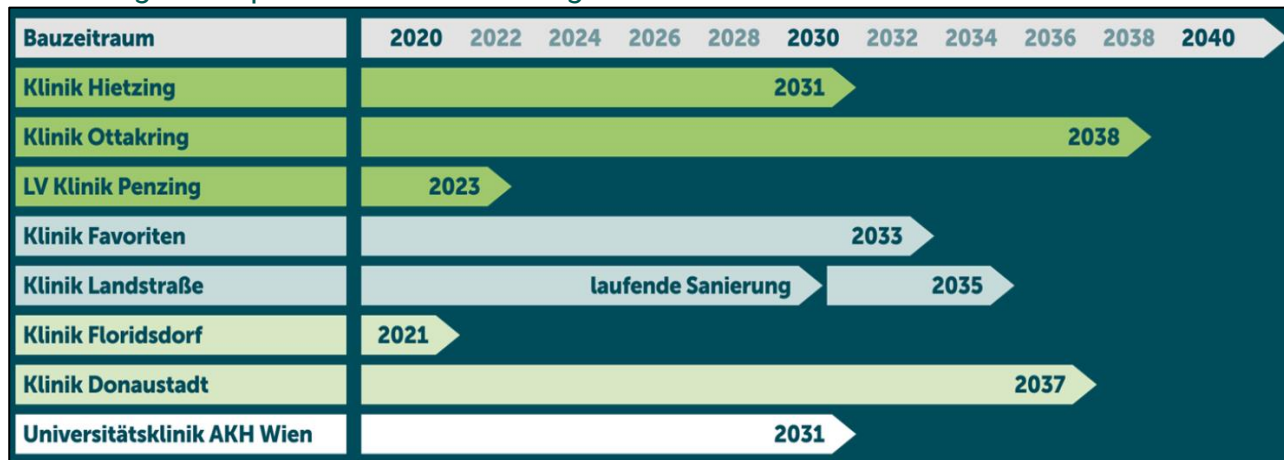 Bauzeitraum 2020 2022 2024 2026 2028 2030 2032 2034 2036 2038 2040
Klinik Hietzing 2031
Klinik Ottakring 2038
LV Klinik Penzing 2023
Klinik Favoriten 2033
Klinik Landstraße laufende Sanierung 2035
Klinik Floridsdorf 2021
Klinik Donaustadt 2037
Universitätsklinik AKH Wien 2031